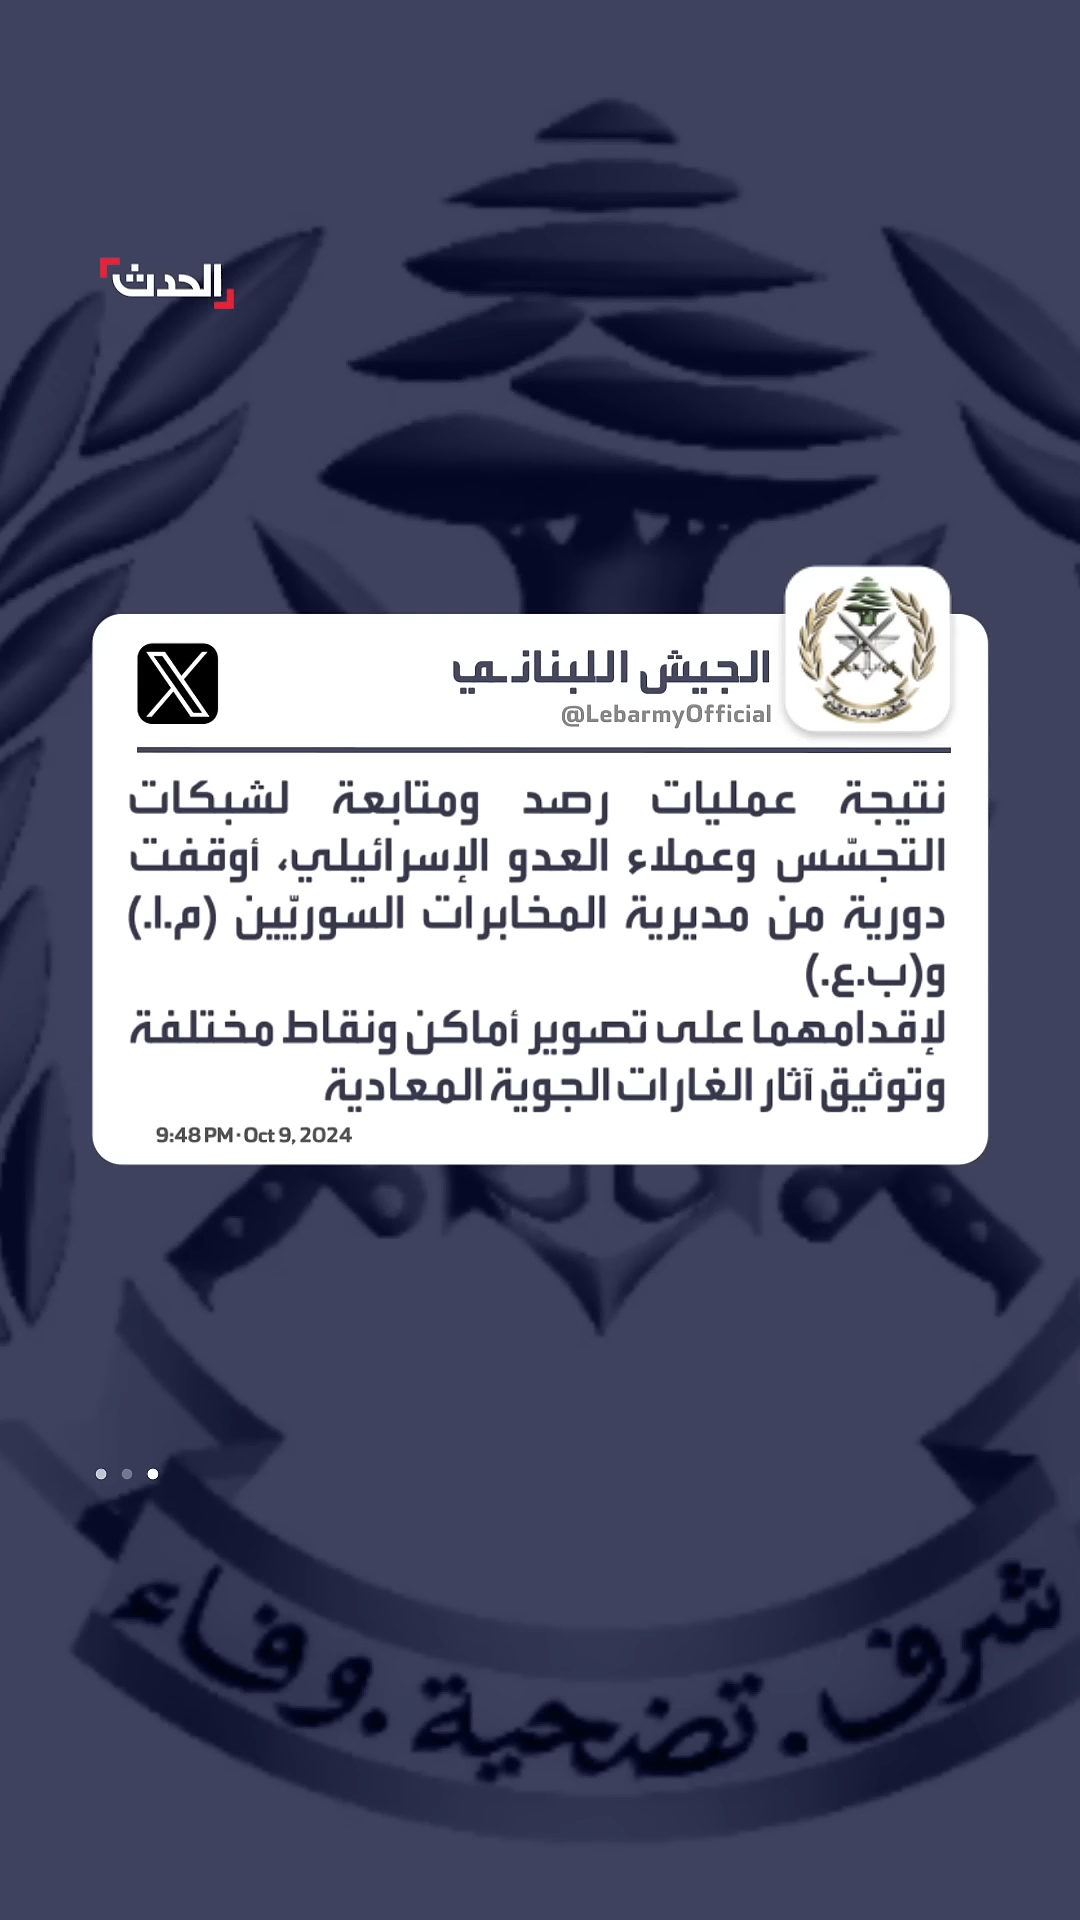 الحدث
الجيش اللبناني
@LebarmyOfficial
نتيجة عمليات رصد ومتابعة لشبكات
التجسّس وعملاء العدو الإسرائيلي، أوقفت
دورية من مديرية المخابرات السوريّين (م.ا.)
و(ب.ع.)
لإقدامهما على تصوير أماكن ونقاط مختلفة
وتوثيق آثار الغارات الجوية المعادية
9:48 PM · Oct 9, 2024
شرف. تضحية. وفاء